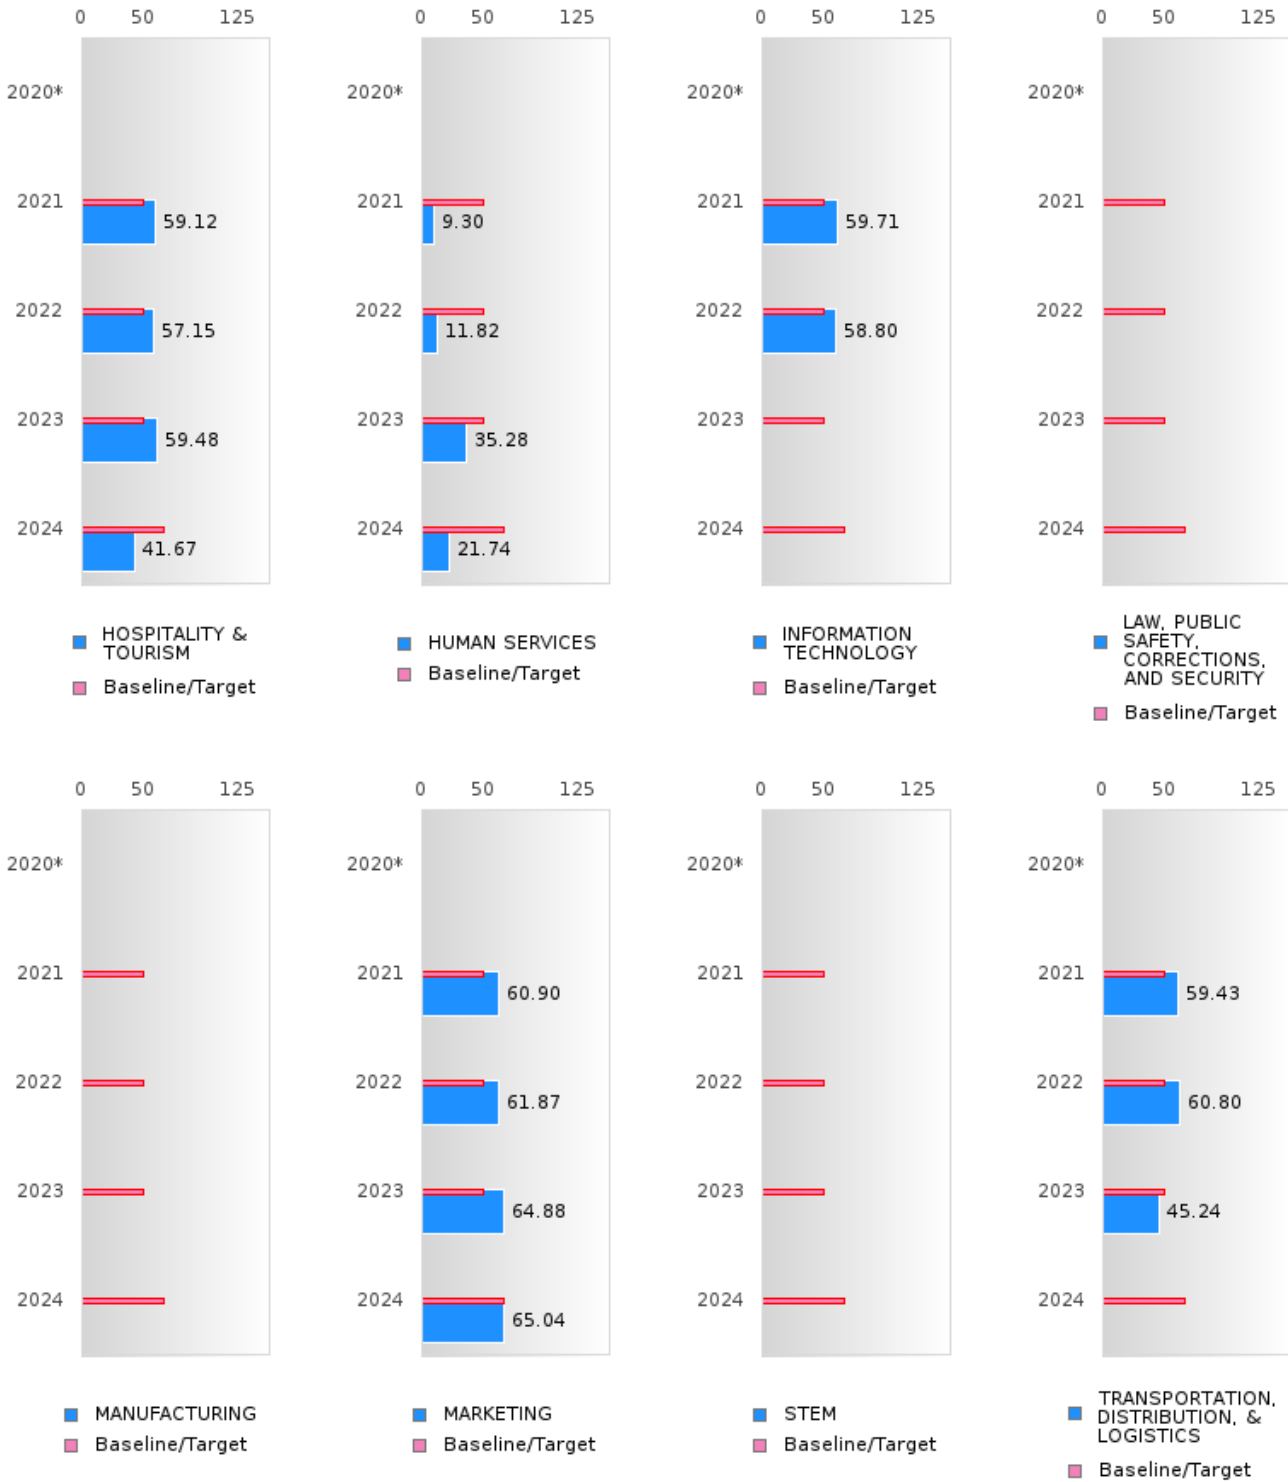 0 50 125
2020*
2021
59.12
2022
57.15
2023
59.48
2024
41.67
HOSPITALITY &
TOURISM
Baseline/Target
0 50 125
2020*
2021
9.30
2022
11.82
2023
35.28
2024
21.74
HUMAN SERVICES
Baseline/Target
0 50 125
2020*
2021
59.71
2022
58.80
2023
2024
INFORMATION
TECHNOLOGY
Baseline/Target
0 50 125
2020*
2021
2022
2023
2024
LAW, PUBLIC
SAFETY,
CORRECTIONS,
AND SECURITY
Baseline/Target
0 50 125
2020*
2021
2022
2023
2024
MANUFACTURING
Baseline/Target
0 50 125
2020*
2021
60.90
2022
61.87
2023
64.88
2024
65.04
MARKETING
Baseline/Target
0 50 125
2020*
2021
2022
2023
2024
STEM
Baseline/Target
0 50 125
2020*
2021
59.43
2022
60.80
2023
45.24
2024
TRANSPORTATION,
DISTRIBUTION, &
LOGISTICS
Baseline/Target